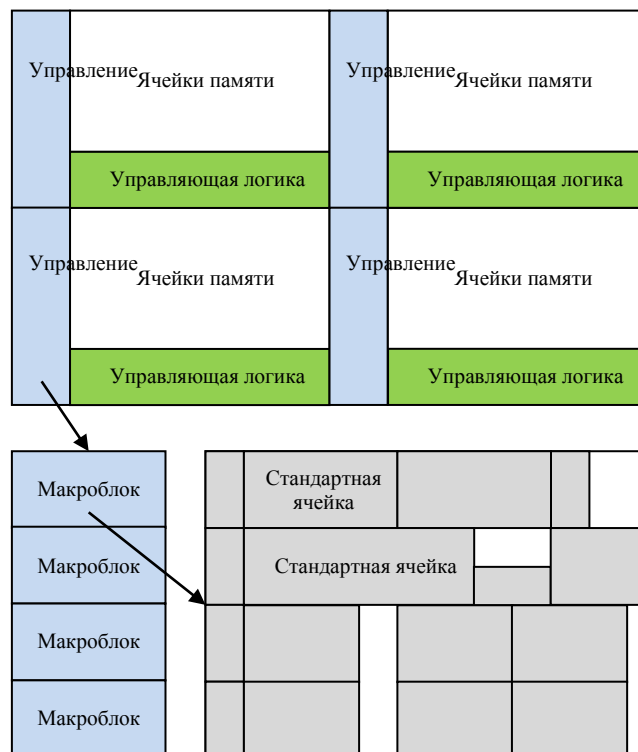 Управление
Ячейки памяти
Управление
Ячейки памяти
Управляющая логика
Управляющая логика
Управление
Ячейки памяти
Управление
Ячейки памяти
Управляющая логика
Управляющая логика
Макроблок
Стандартная
ячейка
Макроблок
Стандартная ячейка
Макроблок
Макроблок